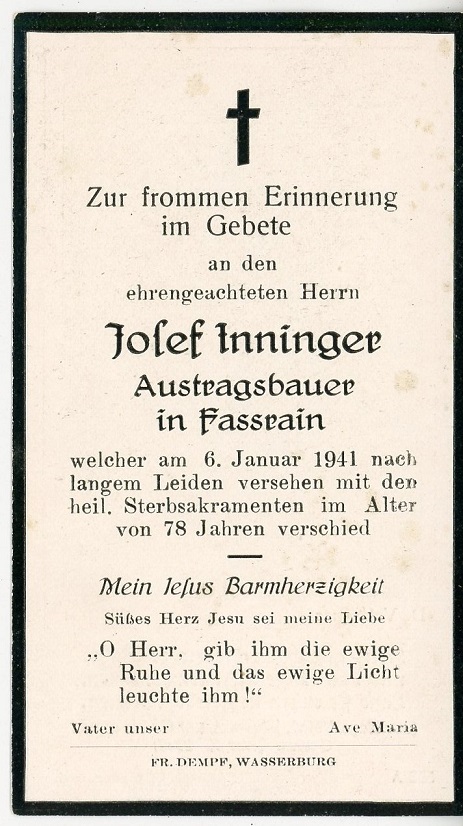 Zur frommen Erinnerung
im Gebete
an den
ehrengeachteten Herrn
Josef Inninger
Austragsbauer
in Fassrain
welcher am 6. Januar 1941 nach
langem Leiden versehen mit den
heil. Sterbsakramenten im Alter
von 78 Jahren verschied
Mein Jesus Barmherzigkeit
Süßes Herz Jesu sei meine Liebe
„O Herr, gib ihm die ewige
Ruhe und das ewige Licht
leuchte ihm!“
Vater unser Ave Maria
FR. DEMPF, WASSERBURG